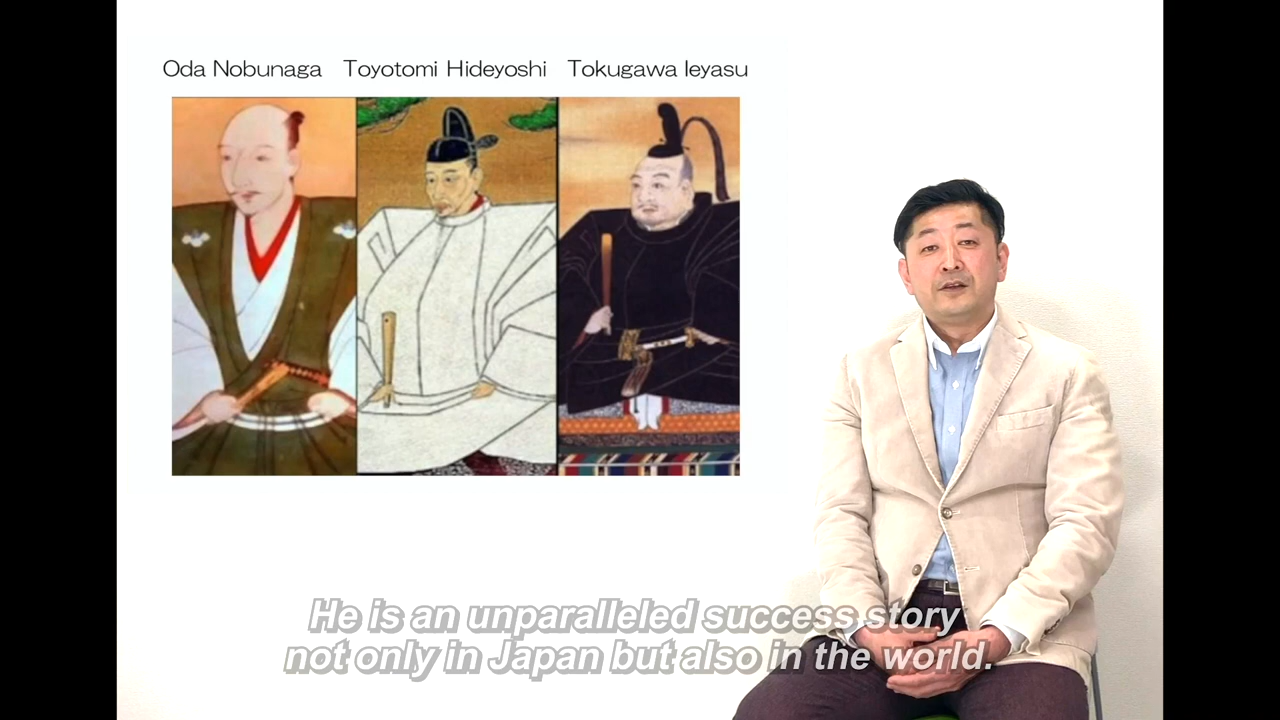 Oda Nobunaga Toyotomi Hideyoshi Tokugawa Ieyasu
He is an unparalleled success story
not only in Japan but also in the world.